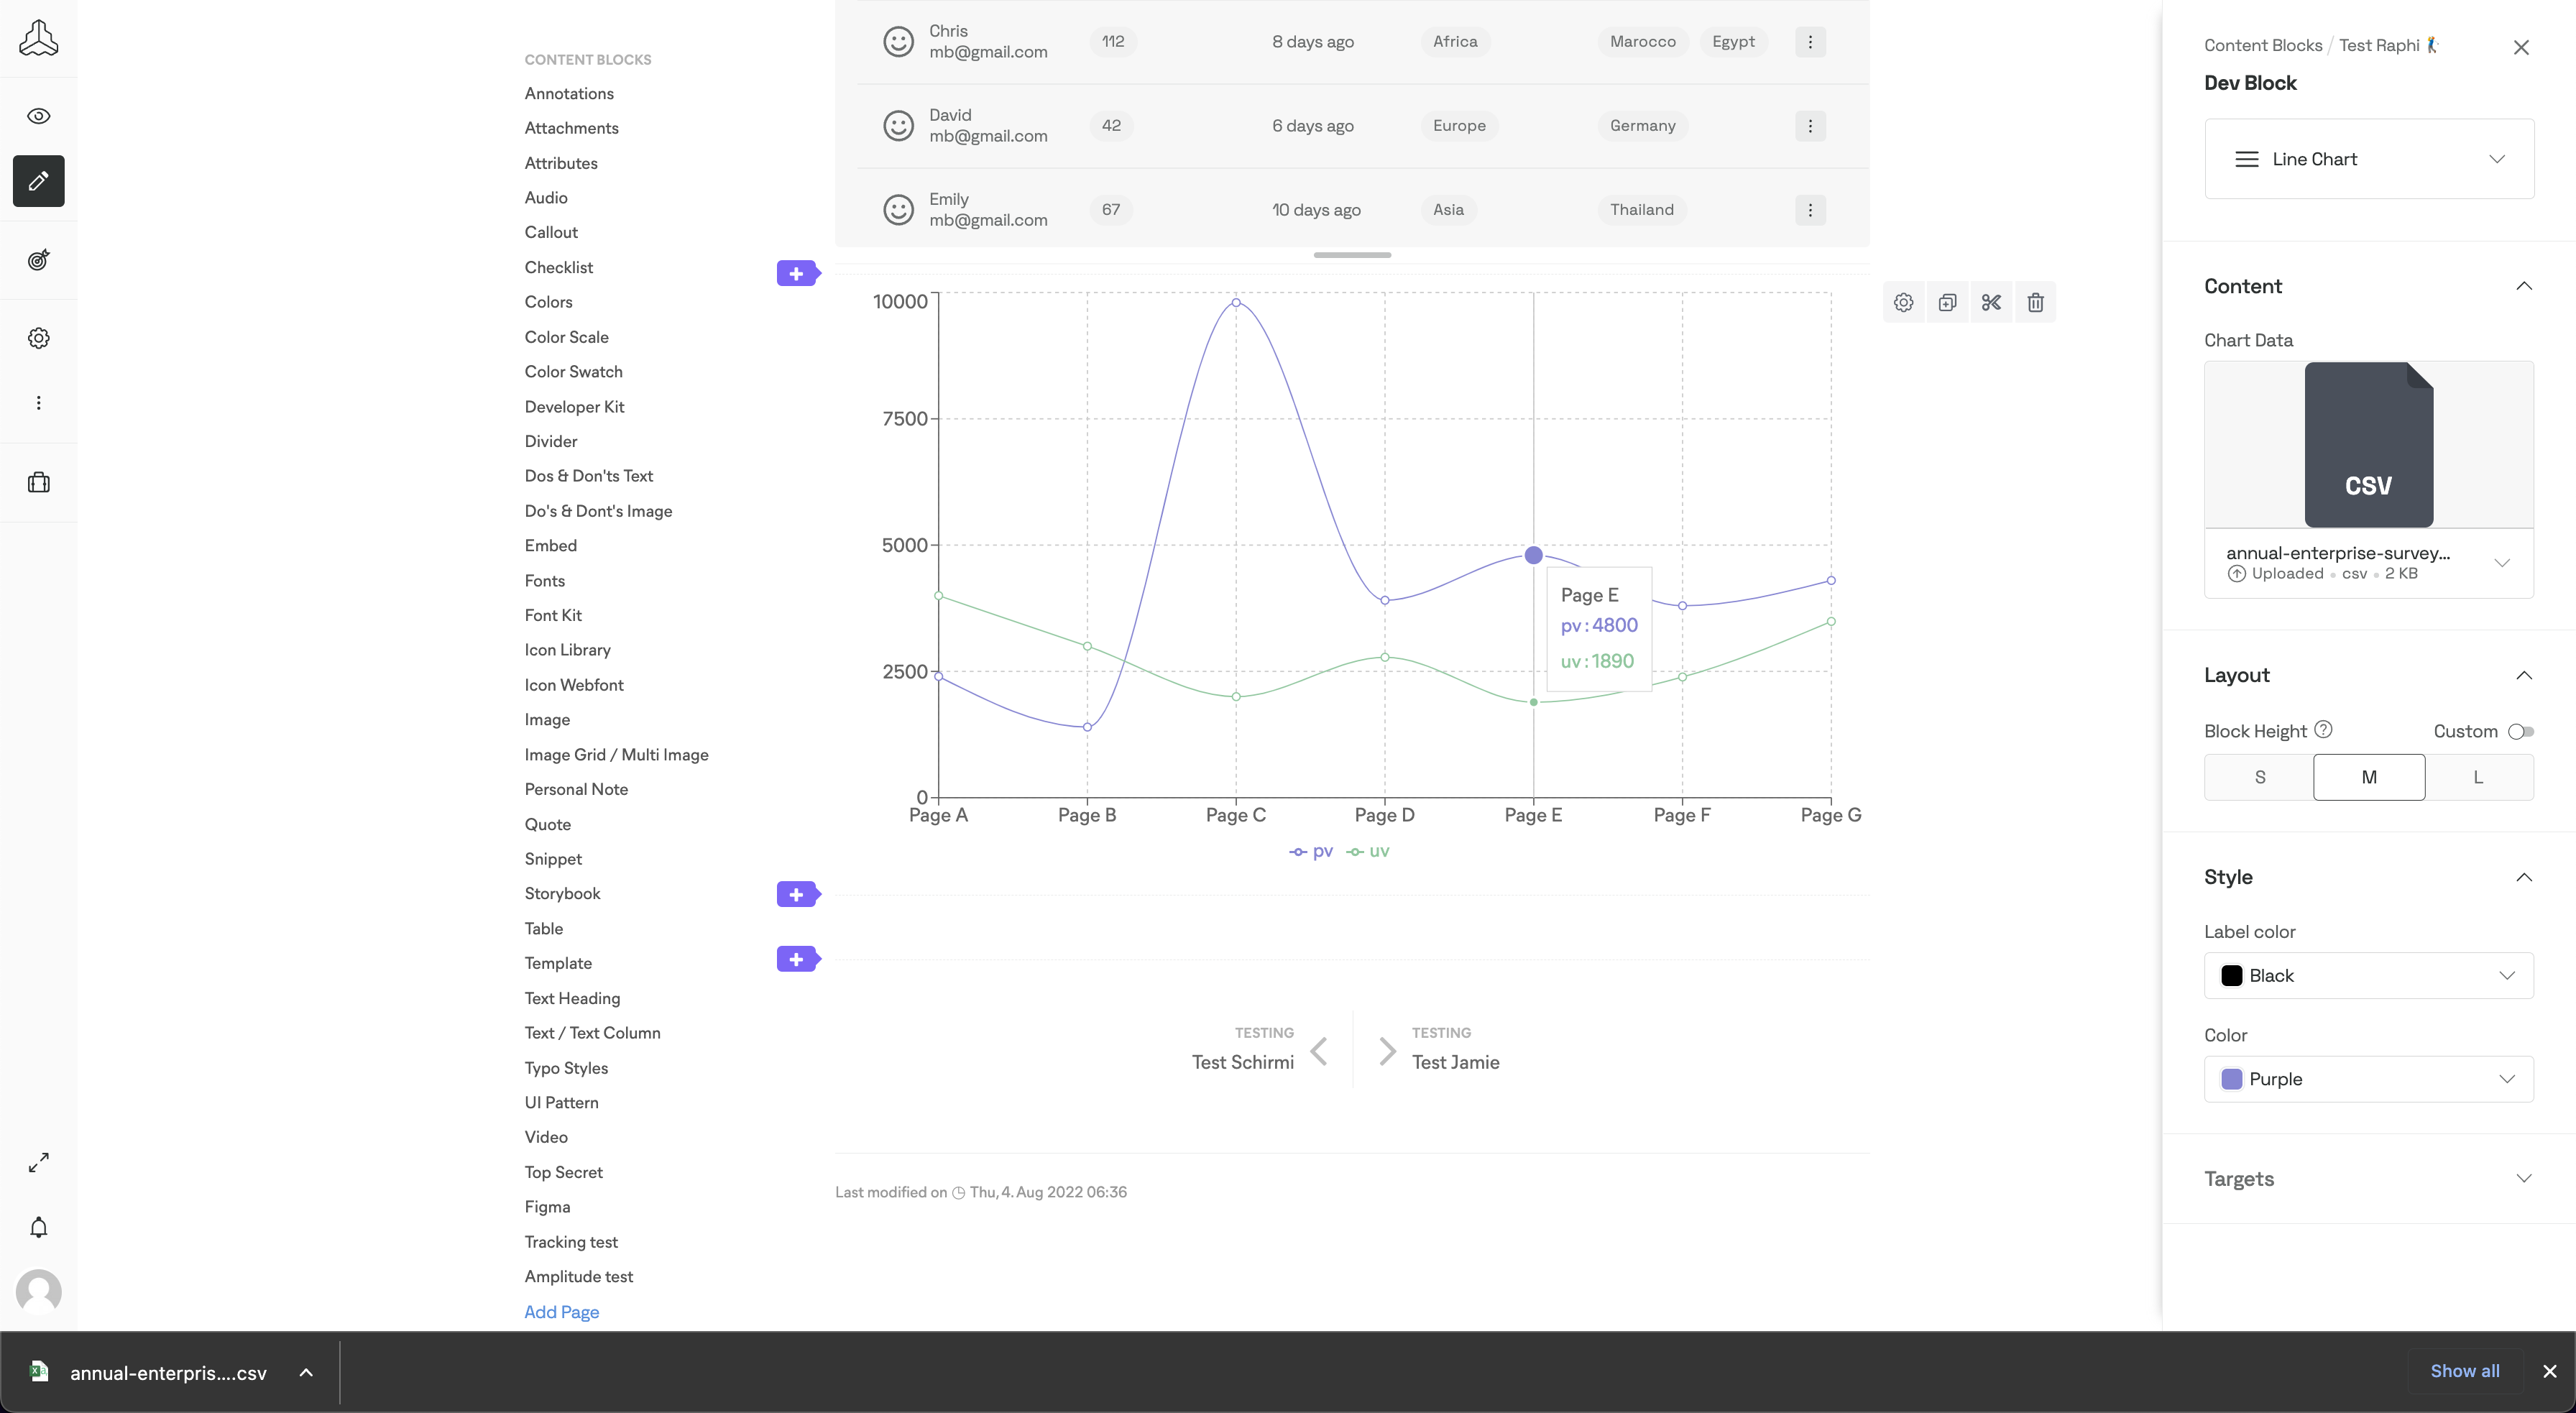 CONTENT BLOCKS
Annotations
Attachments
Attributes
Audio
Callout
Checklist
Colors
Color Scale
Color Swatch
Developer Kit
Divider
Dos & Don'ts Text
Do's & Dont's Image
Embed
Fonts
Font Kit
Icon Library
Icon Webfont
Image
Image Grid / Multi Image
Personal Note
Quote
Snippet
Storybook
Table
Template
Text Heading
Text / Text Column
Typo Styles
UI Pattern
Video
Top Secret
Figma
Tracking test
Amplitude test
Add Page
Chris
mb@gmail.com
112
8 days ago
Africa
Marocco
Egypt
David
mb@gmail.com
42
6 days ago
Europe
Germany
Emily
mb@gmail.com
67
10 days ago
Asia
Thailand
10000
7500
5000
2500
0
Page A
Page B
Page C
Page D
Page E
Page F
Page G
Page E
pv : 4800
uv : 1890
pv
uv
TESTING
Test Schirmi
TESTING
Test Jamie
Last modified on Thu, 4. Aug 2022 06:36
Content Blocks / Test Raphi
Dev Block
Line Chart
Content
Chart Data
CSV
annual-enterprise-survey...
Uploaded • csv • 2 KB
Layout
Block Height ?
Custom
S
M
L
Style
Label color
Black
Color
Purple
Targets
annual-enterpris....csv
Show all